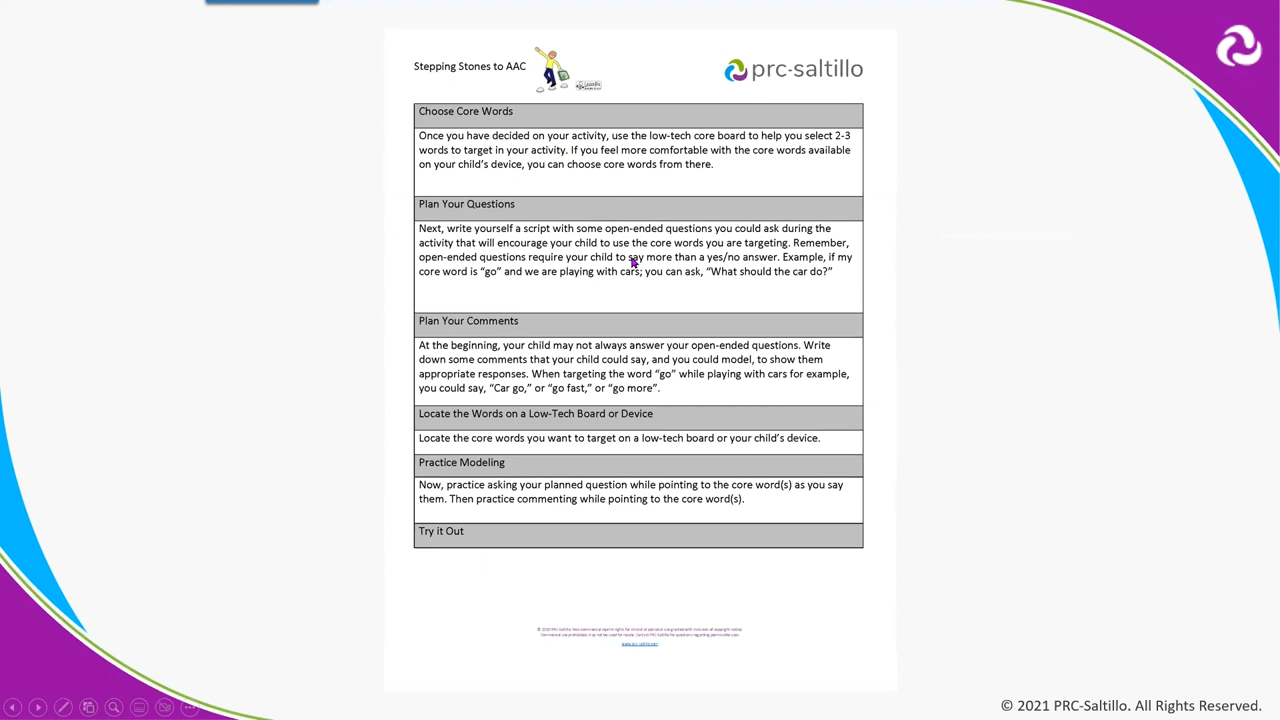 Stepping Stones to AAC
prc-saltillo
Choose Core Words
Once you have decided on your activity, use the low-tech core board to help you select 2-3
words to target in your activity. If you feel more comfortable with the core words available
on your child's device, you can choose core words from there.
Plan Your Questions
Next, write yourself a script with some open-ended questions you could ask during the
activity that will encourage your child to use the core words you are targeting. Remember,
open-ended questions require your child to say more than a yes/no answer. Example, if my
core word is “go” and we are playing with cars; you can ask, “What should the car do?”
Plan Your Comments
At the beginning, your child may not always answer your open-ended questions. Write
down some comments that your child could say, and you could model, to show them
appropriate responses. When targeting the word “go” while playing with cars for example,
you could say, “Car go,” or “go fast,” or “go more”.
Locate the Words on a Low-Tech Board or Device
Locate the core words you want to target on a low-tech board or your child's device.
Practice Modeling
Now, practice asking your planned question while pointing to the core word(s) as you say
them. Then practice commenting while pointing to the core word(s).
Try it Out
© 2021 PRC-Saltillo. All Rights Reserved.